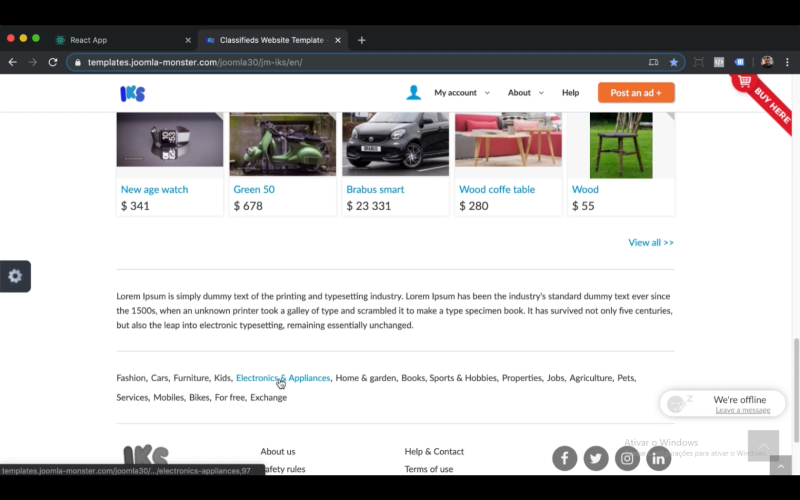 React App
Classifieds Website Template -
templates.joomla-monster.com/joomla30/jm-iks/en/
IKS
My account
About
Help
Post an ad +
BUY HERE
BRABUS
New age watch
Green 50
Brabus smart
Wood coffe table
Wood
$ 341
$ 678
$ 23 331
$ 280
$ 55
View all >>
Lorem Ipsum is simply dummy text of the printing and typesetting industry. Lorem Ipsum has been the industry's standard dummy text ever since
the 1500s, when an unknown printer took a galley of type and scrambled it to make a type specimen book. It has survived not only five centuries,
but also the leap into electronic typesetting, remaining essentially unchanged.
Fashion, Cars, Furniture, Kids, Electronics & Appliances, Home & garden, Books, Sports & Hobbies, Properties, Jobs, Agriculture, Pets,
Services, Mobiles, Bikes, For free, Exchange
We're offline
Leave a message
IKS
About us
Help & Contact
Ativar o Windows
para ativar o Windows.
afety rules
Terms of use
templates.joomla-monster.com/joomla30/.../electronics-appliances,97